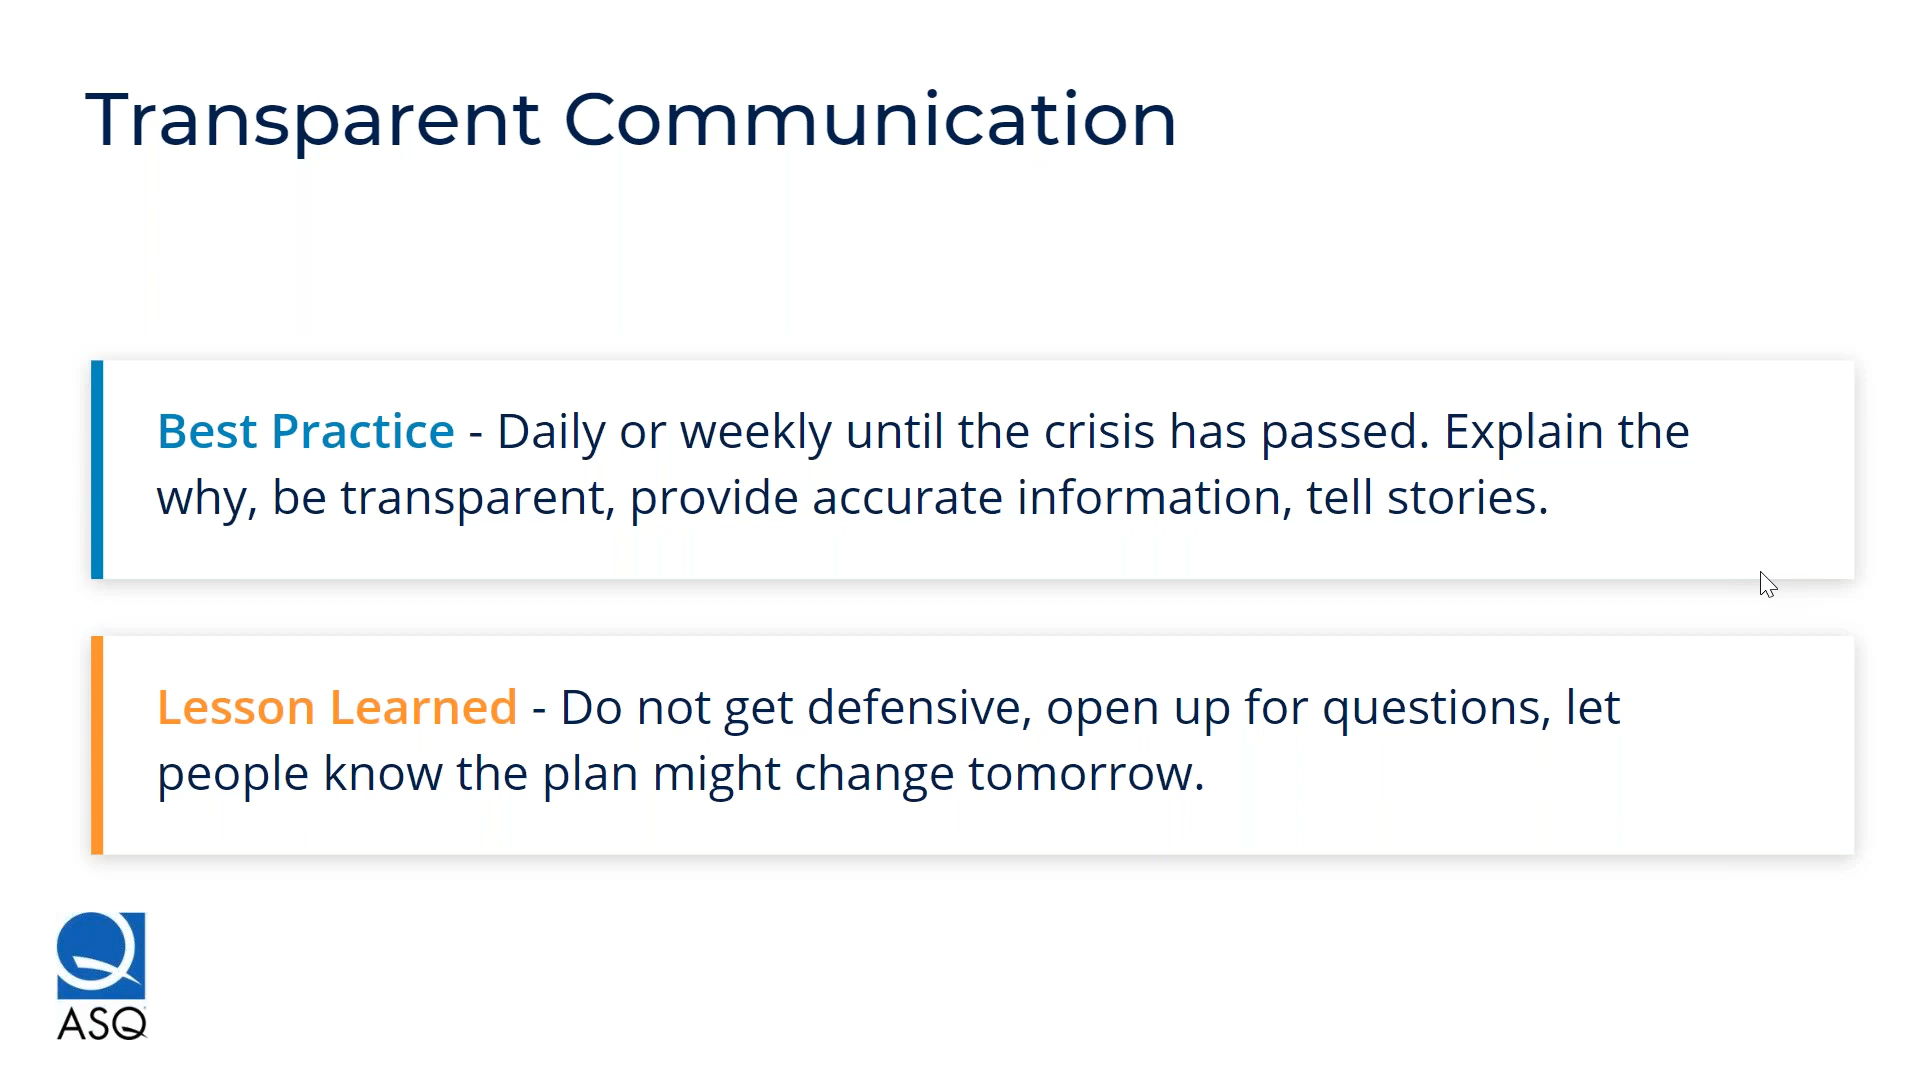 Transparent Communication
Best Practice - Daily or weekly until the crisis has passed. Explain the
why, be transparent, provide accurate information, tell stories.
Lesson Learned - Do not get defensive, open up for questions, let
people know the plan might change tomorrow.
ASQ